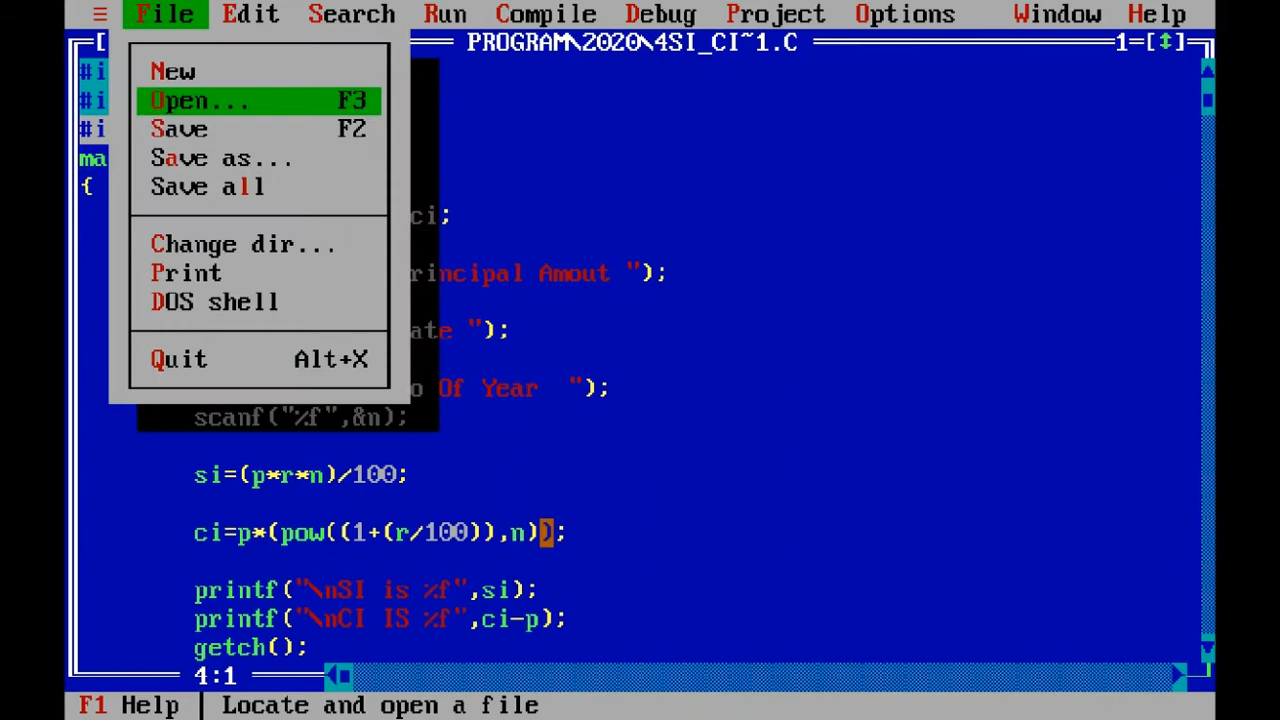 ≡ File Edit Search Run Compile Debug Project Options Window Help
[ PROGRAM\2020\4SI_CI~1.C 1=[↕]
#i
New
#i
Open... F3
#i
Save F2
ma
Save as...
{
Save all
ci;
Change dir...
Print
rincipal Amout ");
DOS shell
ate ");
Quit Alt+X
o Of Year ");
scanf("%f",&n);
si=(p*r*n)/100;
ci=p*(pow((1+(r/100)),n));
printf("\nSI is %f",si);
printf("\nCI IS %f",ci-p);
getch();
4:1
F1 Help │ Locate and open a file